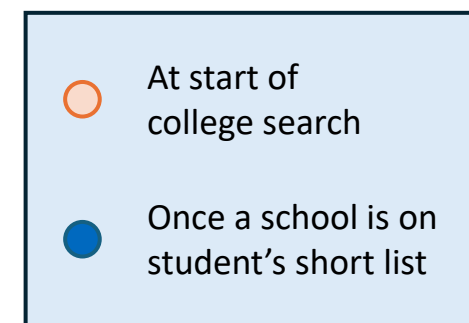 At start of
college search
Once a school is on
student’s short list